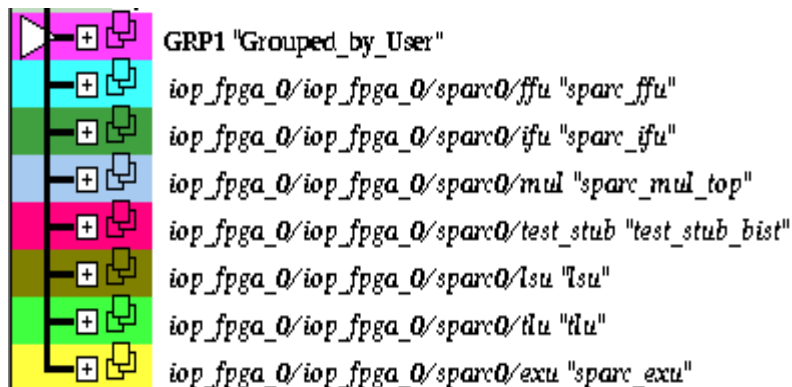 GRP1 "Grouped_by_User"
iop_fpga_0/iop_fpga_0/sparc0/ffu "sparc_ffu"
iop_fpga_0/iop_fpga_0/sparc0/ifu "sparc_ifu"
iop_fpga_0/iop_fpga_0/sparc0/mul "sparc_mul_top"
iop_fpga_0/iop_fpga_0/sparc0/test_stub "test_stub_bist"
iop_fpga_0/iop_fpga_0/sparc0/lsu "lsu"
iop_fpga_0/iop_fpga_0/sparc0/tlu "tlu"
iop_fpga_0/iop_fpga_0/sparc0/exu "sparc_exu"